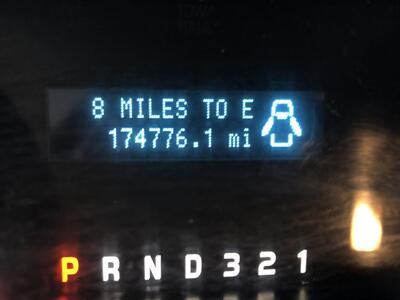 8 MILES TO E
174776.1 mi
P R N D 3 2 1